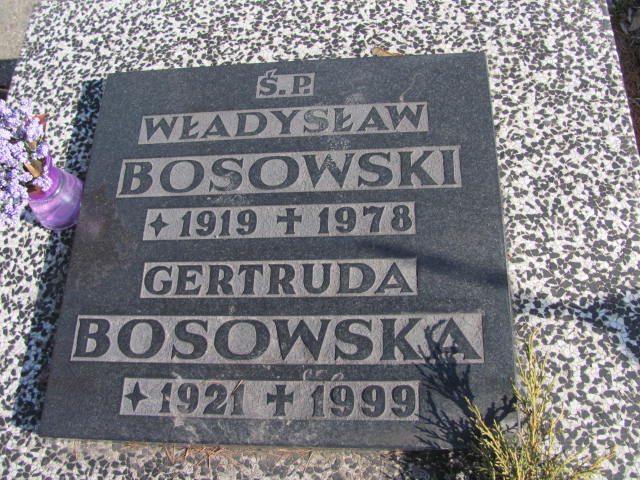 Ś.P.
WŁADYSŁAW
BOSOWSKI
✦ 1919 ✝ 1978
GERTRUDA
BOSOWSKA
✦ 1921 ✝ 1999